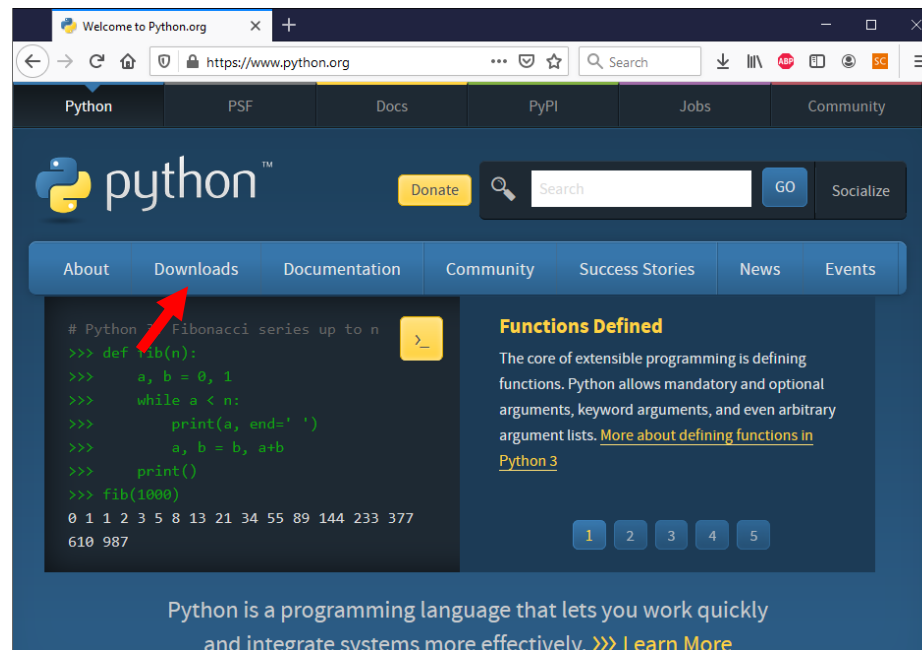 Welcome to Python.org
https://www.python.org
Search
ABP
SC
Python PSF Docs PyPI Jobs Community
python™
Donate
Search
GO
Socialize
About Downloads Documentation Community Success Stories News Events
# Python Fibonacci series up to n
>>> def fib(n):
>>> a, b = 0, 1
>>> while a < n:
>>> print(a, end=' ')
>>> a, b = b, a+b
>>> print()
>>> fib(1000)
0 1 1 2 3 5 8 13 21 34 55 89 144 233 377
610 987
>_
Functions Defined
The core of extensible programming is defining
functions. Python allows mandatory and optional
arguments, keyword arguments, and even arbitrary
argument lists. More about defining functions in
Python 3
1 2 3 4 5
Python is a programming language that lets you work quickly
and integrate systems more effectively. >>> Learn More